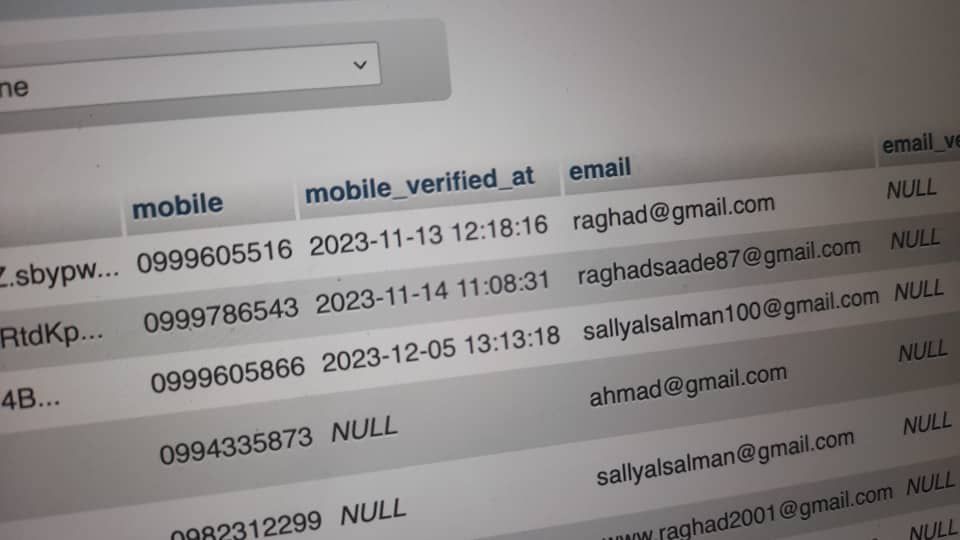 ne
mobile mobile_verified_at email email_ve
Z.sbypw... 0999605516 2023-11-13 12:18:16 raghad@gmail.com NULL
RtdKp... 0999786543 2023-11-14 11:08:31 raghadsaade87@gmail.com NULL
4B... 0999605866 2023-12-05 13:13:18 sallyalsalman100@gmail.com NULL
0994335873 NULL ahmad@gmail.com NULL
0982312299 NULL sallyalsalman@gmail.com NULL
www.raghad2001@gmail.com NULL
NULL